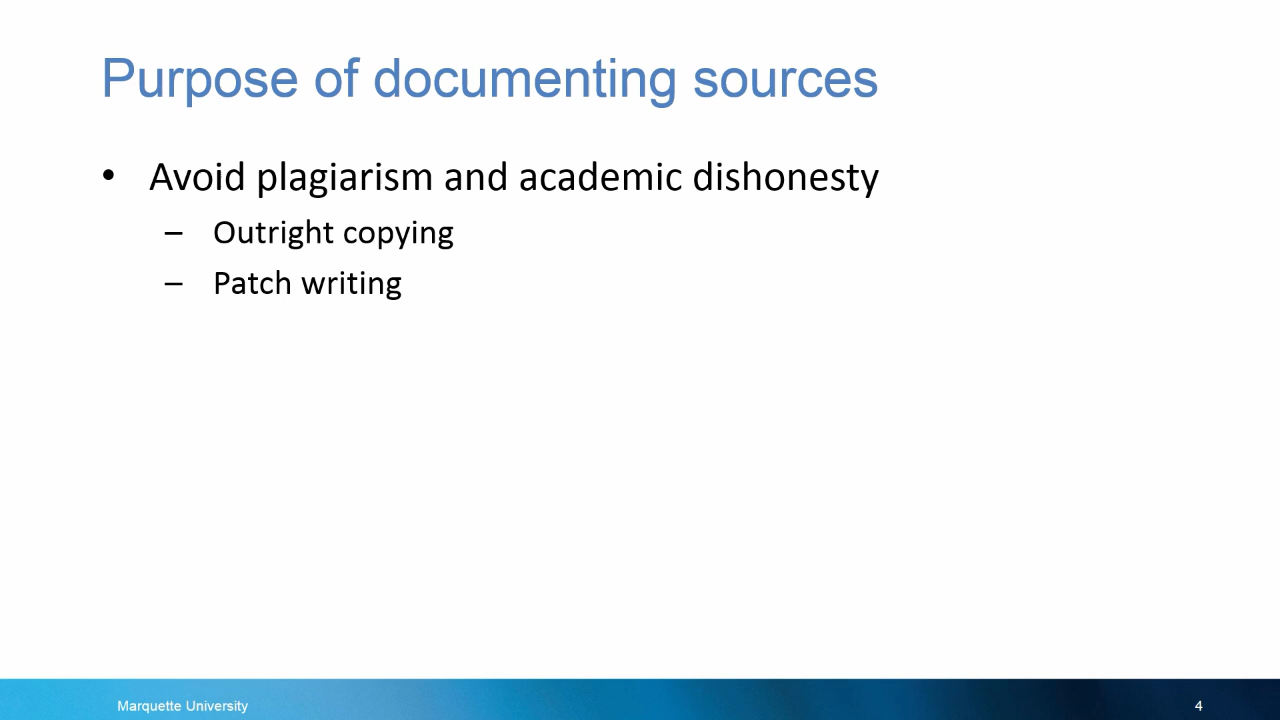 Purpose of documenting sources
• Avoid plagiarism and academic dishonesty
– Outright copying
– Patch writing
Marquette University
4